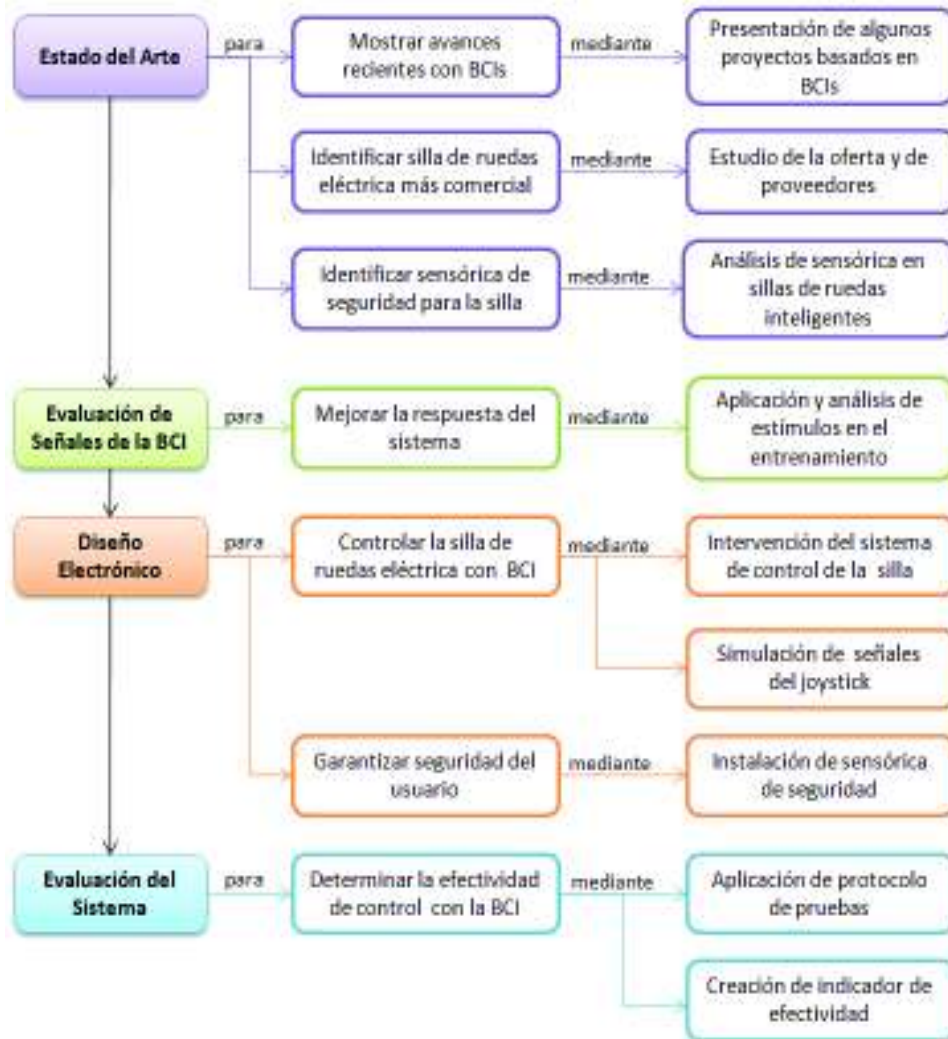 Estado del Arte
para
Mostrar avances
recientes con BCIs
mediante
Presentación de algunos
proyectos basados en
BCIs
Identificar silla de ruedas
eléctrica más comercial
mediante
Estudio de la oferta y de
proveedores
Identificar sensórica de
seguridad para la silla
mediante
Análisis de sensórica en
sillas de ruedas
inteligentes
Evaluación de
Señales de la BCI
para
Mejorar la respuesta del
sistema
mediante
Aplicación y análisis de
estímulos en el
entrenamiento
Diseño
Electrónico
para
Controlar la silla de
ruedas eléctrica con BCI
mediante
Intervención del sistema
de control de la silla
Simulación de señales
del joystick
Garantizar seguridad del
usuario
mediante
Instalación de sensórica
de seguridad
Evaluación del
Sistema
para
Determinar la efectividad
de control con la BCI
mediante
Aplicación de protocolo
de pruebas
Creación de indicador de
efectividad